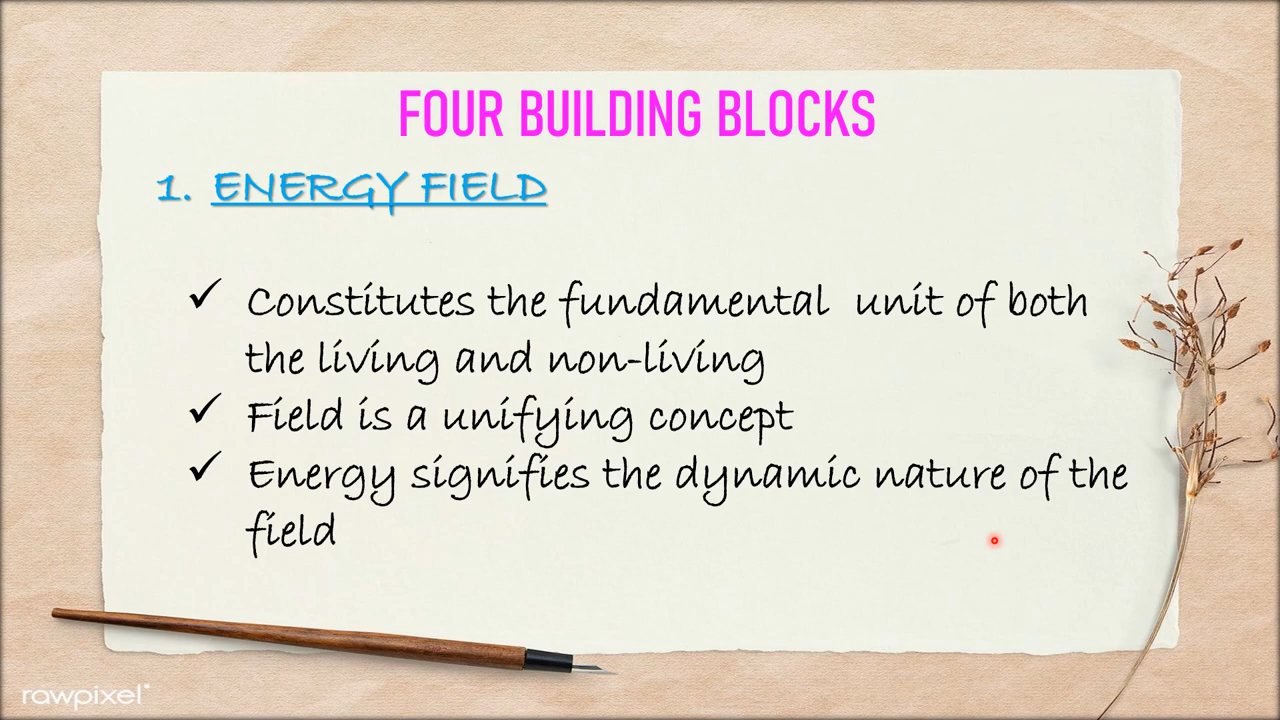 FOUR BUILDING BLOCKS
1. ENERGY FIELD
✓ Constitutes the fundamental unit of both
the living and non-living
✓ Field is a unifying concept
✓ Energy signifies the dynamic nature of the
field
rawpixel